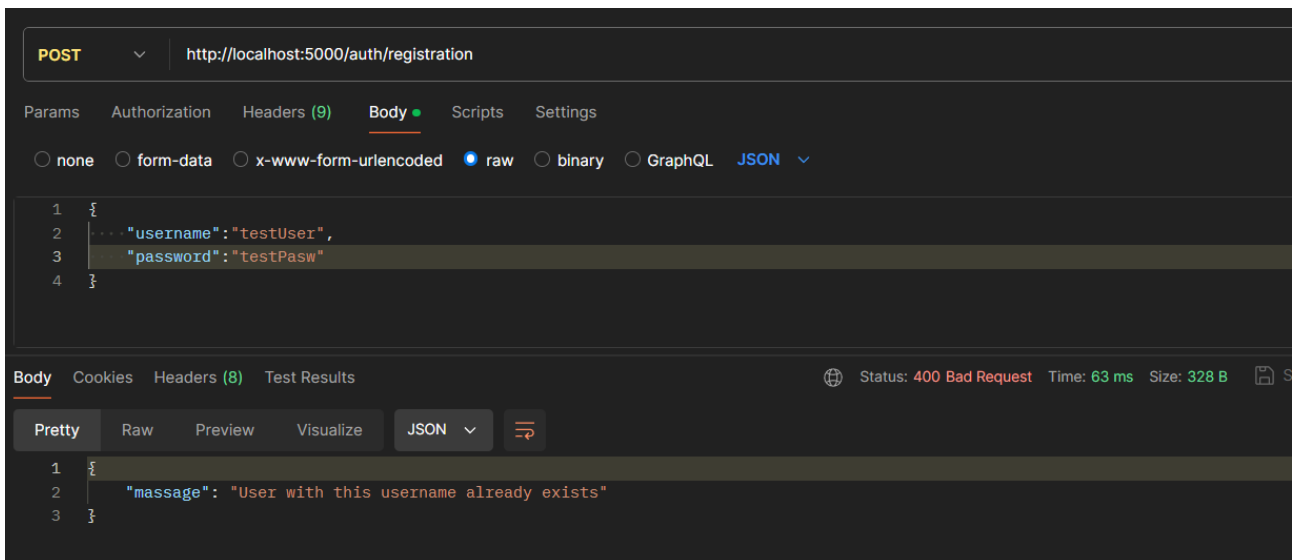 POST http://localhost:5000/auth/registration
Params Authorization Headers (9) Body Scripts Settings
none form-data x-www-form-urlencoded raw binary GraphQL JSON
1 {
2 "username":"testUser",
3 "password":"testPasw"
4 }
Body Cookies Headers (8) Test Results Status: 400 Bad Request Time: 63 ms Size: 328 B S
Pretty Raw Preview Visualize JSON
1 {
2 "massage": "User with this username already exists"
3 }